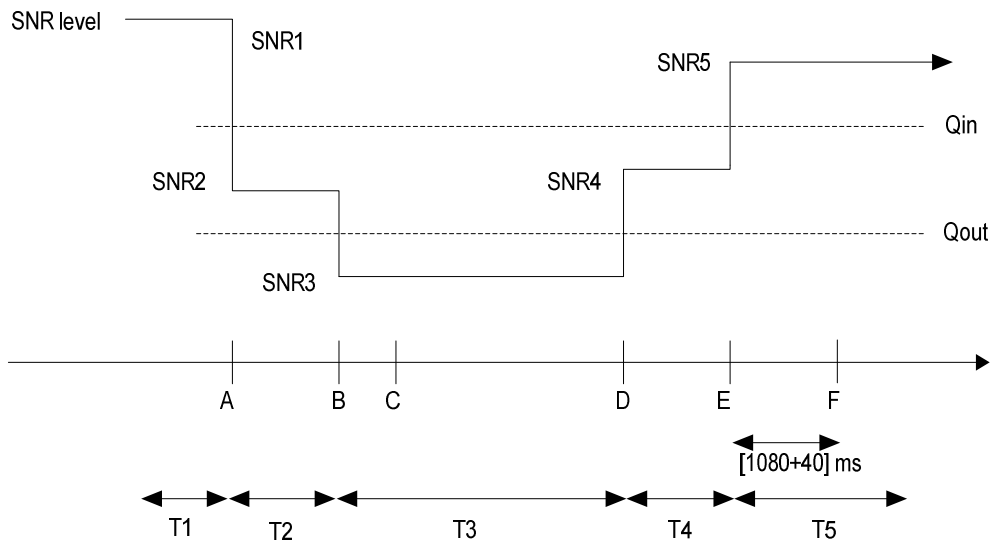 SNR level
SNR1
SNR5
Qin
SNR2
SNR4
Qout
SNR3
A
B
C
D
E
F
[1080+40] ms
T1
T2
T3
T4
T5